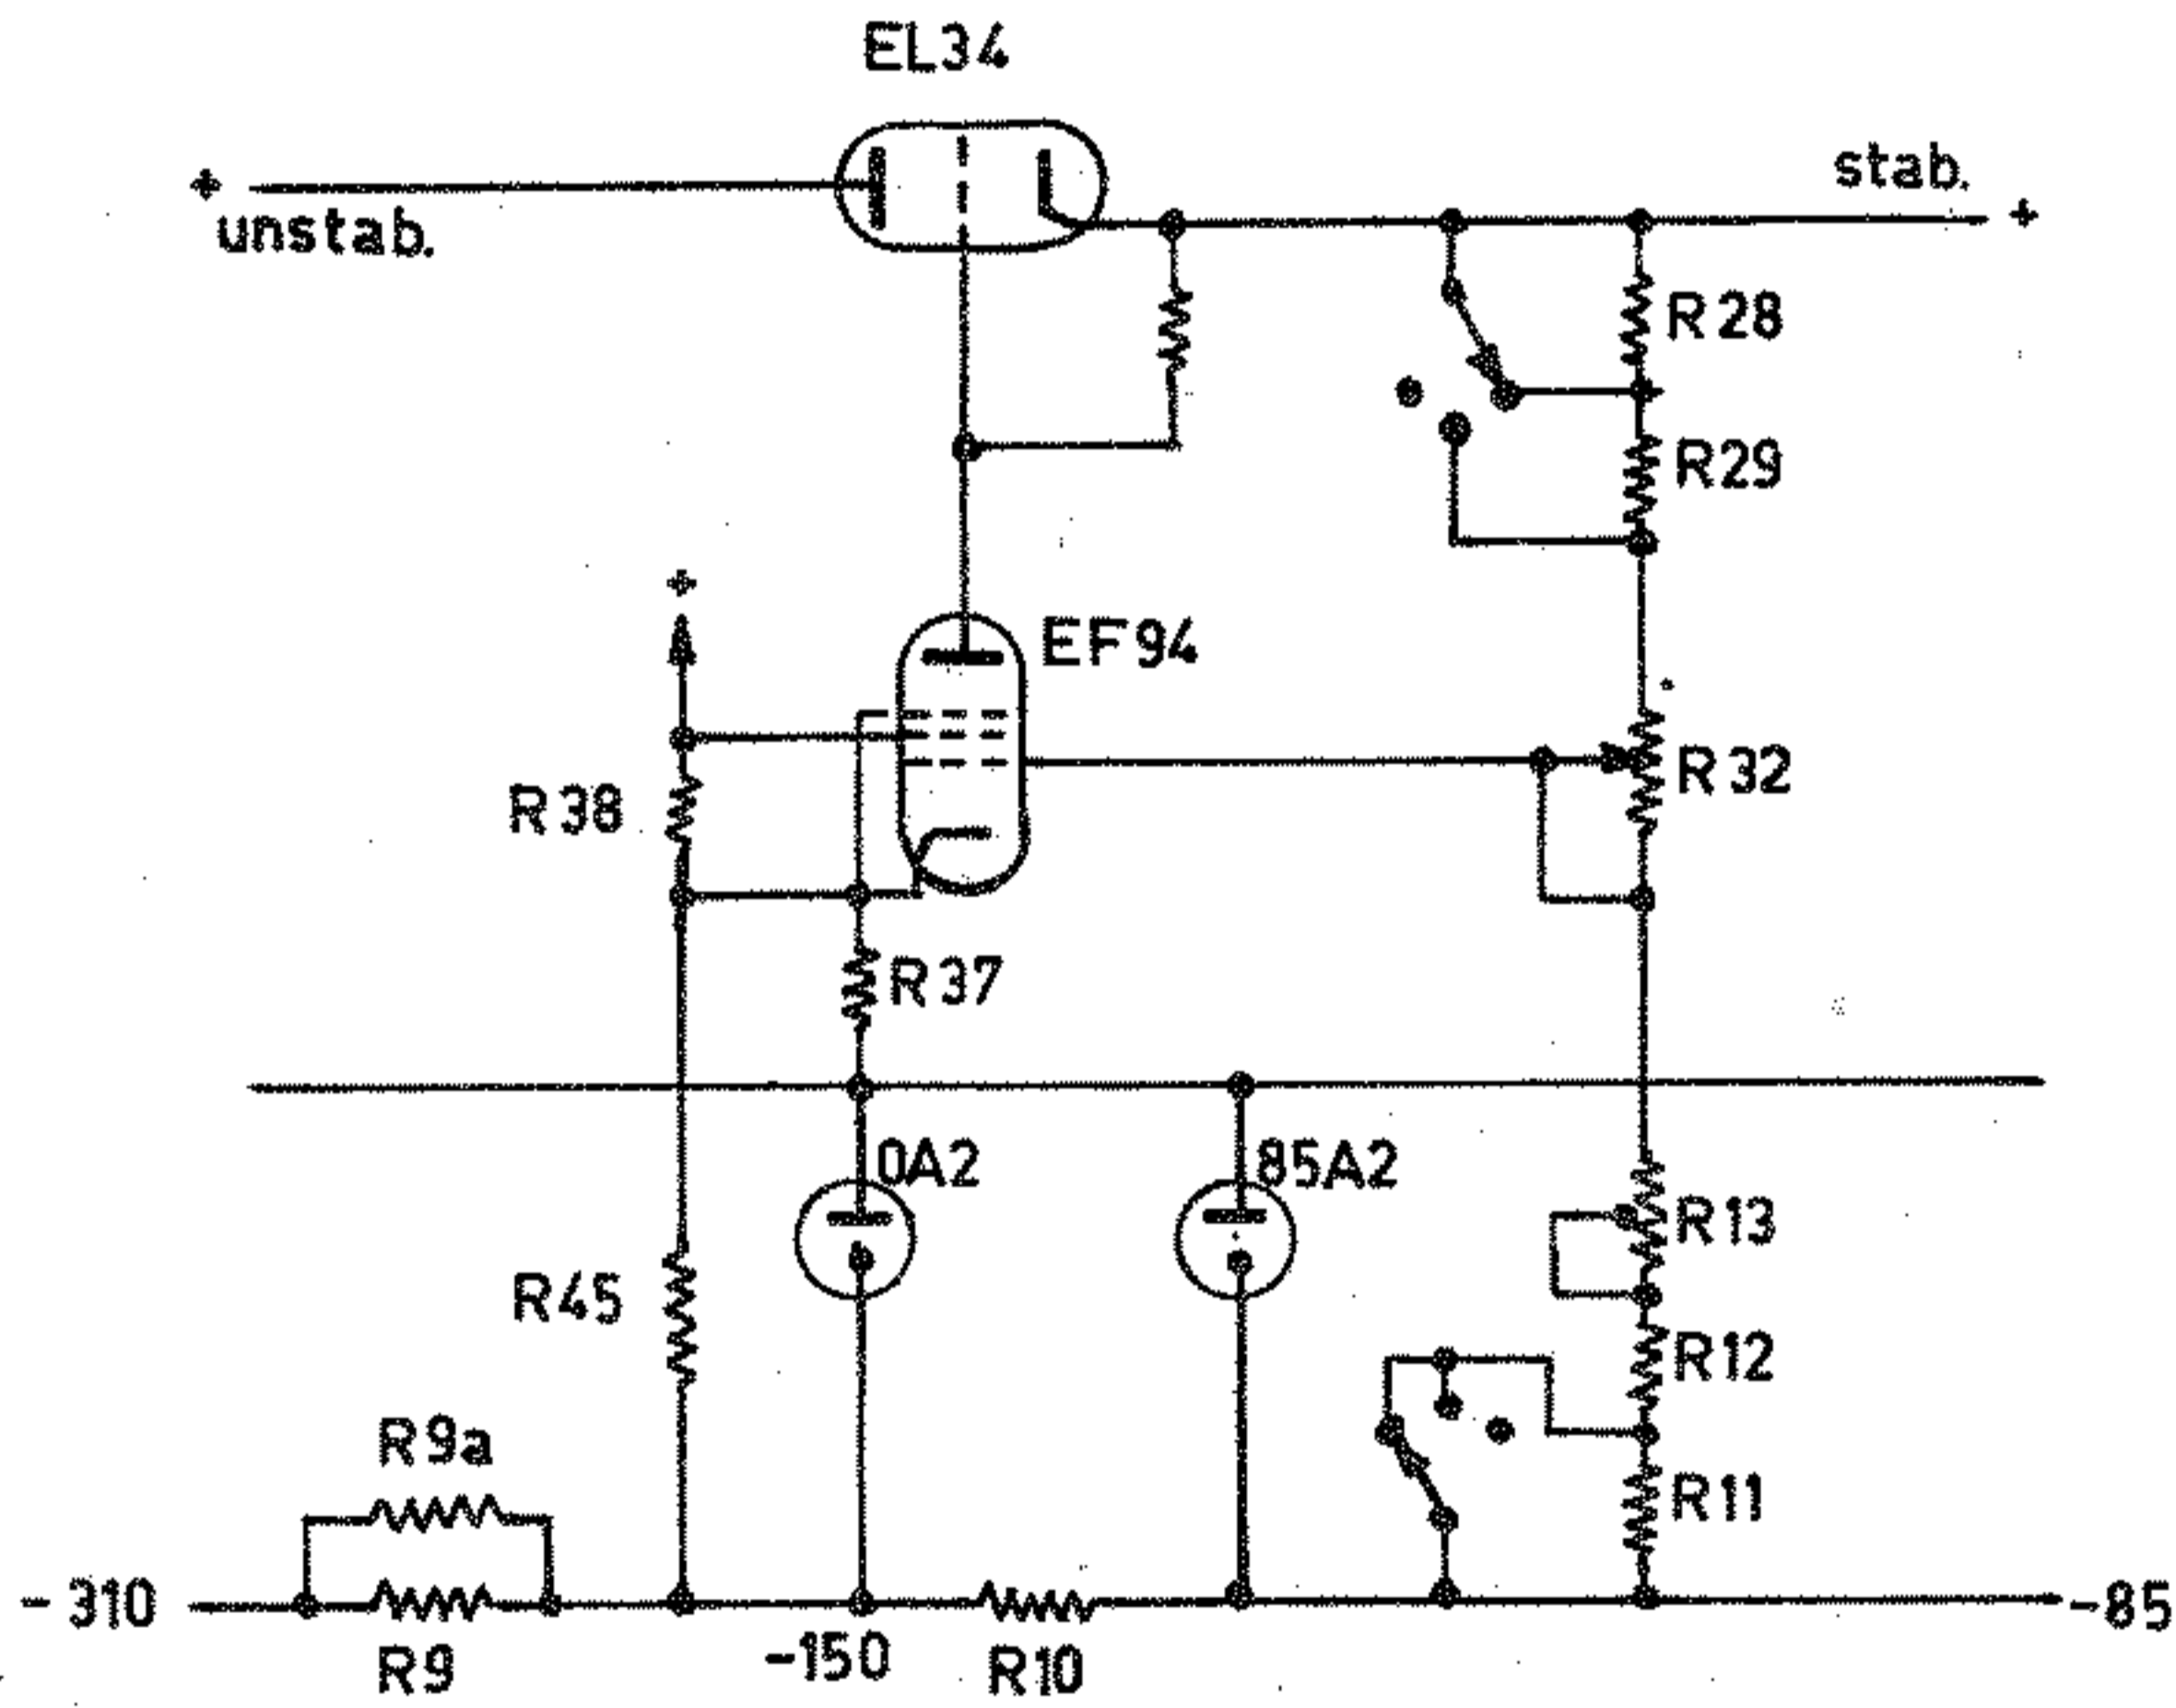 EL34
+
unstab.
stab.
+
R28
R29
+
EF94
R32
R38
R37
0A2
85A2
R13
R45
R12
R9a
R11
-310
-85
-150
R9
R10